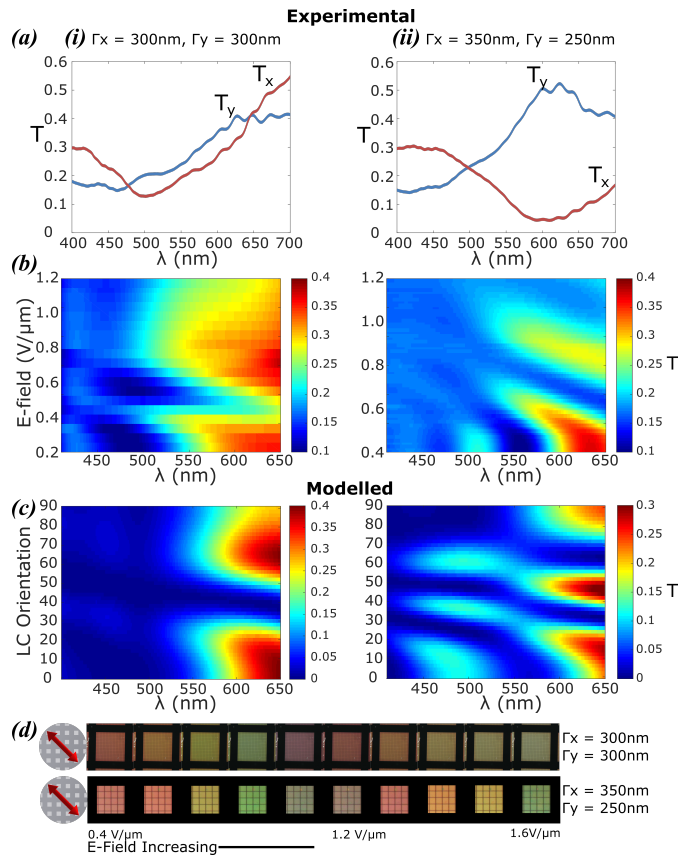 Experimental
(a) (i) Γx = 300nm, Γy = 300nm
(ii) Γx = 350nm, Γy = 250nm
0.6
0.5
0.4
0.3
0.2
0.1
0
T
Tx
Ty
400 450 500 550 600 650 700
λ (nm)
0.6
0.5
0.4
0.3
0.2
0.1
0
T
Ty
Tx
400 450 500 550 600 650 700
λ (nm)
(b)
E-field (V/μm)
1.2
1.0
0.8
0.6
0.4
0.2
450 500 550 600 650
λ (nm)
0.4
0.35
0.3
0.25
0.2
0.15
0.1
1.2
1.0
0.8
0.6
0.4
450 500 550 600 650
λ (nm)
0.4
0.35
0.3
0.25
0.2
0.15
0.1
T
Modelled
(c)
LC Orientation
90
80
70
60
50
40
30
20
10
0
450 500 550 600 650
λ (nm)
0.4
0.35
0.3
0.25
0.2
0.15
0.1
0.05
0
90
80
70
60
50
40
30
20
10
0
450 500 550 600 650
λ (nm)
0.3
0.25
0.2
0.15
0.1
0.05
0
T
(d)
Γx = 300nm
Γy = 300nm
Γx = 350nm
Γy = 250nm
0.4 V/μm 1.2 V/μm 1.6V/μm
E-Field Increasing